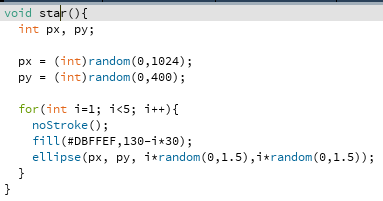 void star(){
int px, py;
px = (int)random(0,1024);
py = (int)random(0,400);
for(int i=1; i<5; i++){
noStroke();
fill(#DBFFEF,130-i*30);
ellipse(px, py, i*random(0,1.5),i*random(0,1.5));
}
}